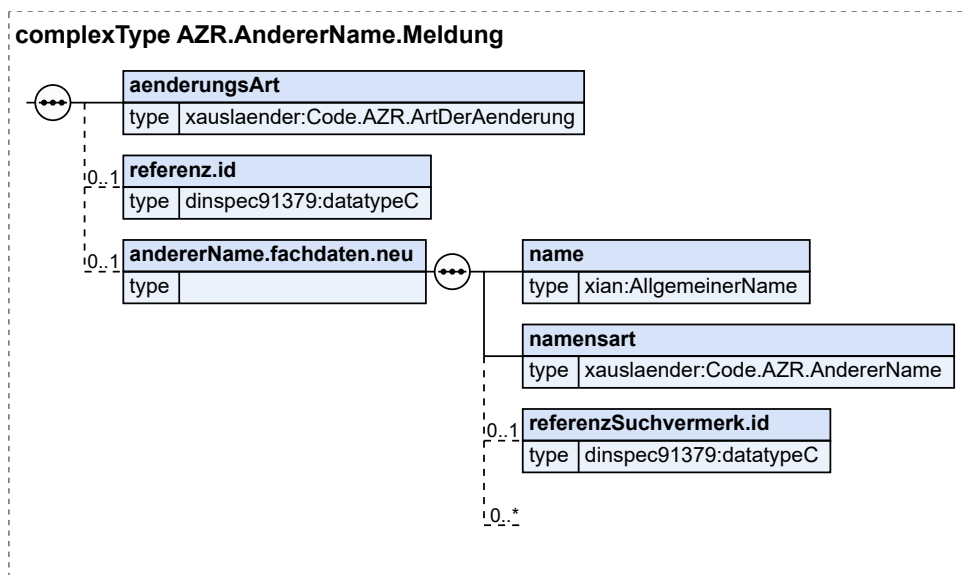 complexType AZR.AndererName.Meldung
aenderungsArt
type xauslaender:Code.AZR.ArtDerAenderung
0..1
referenz.id
type dinspec91379:datatypeC
0..1
andererName.fachdaten.neu
type
name
type xian:AllgemeinerName
namensart
type xauslaender:Code.AZR.AndererName
0..1
referenzSuchvermerk.id
type dinspec91379:datatypeC
0..*